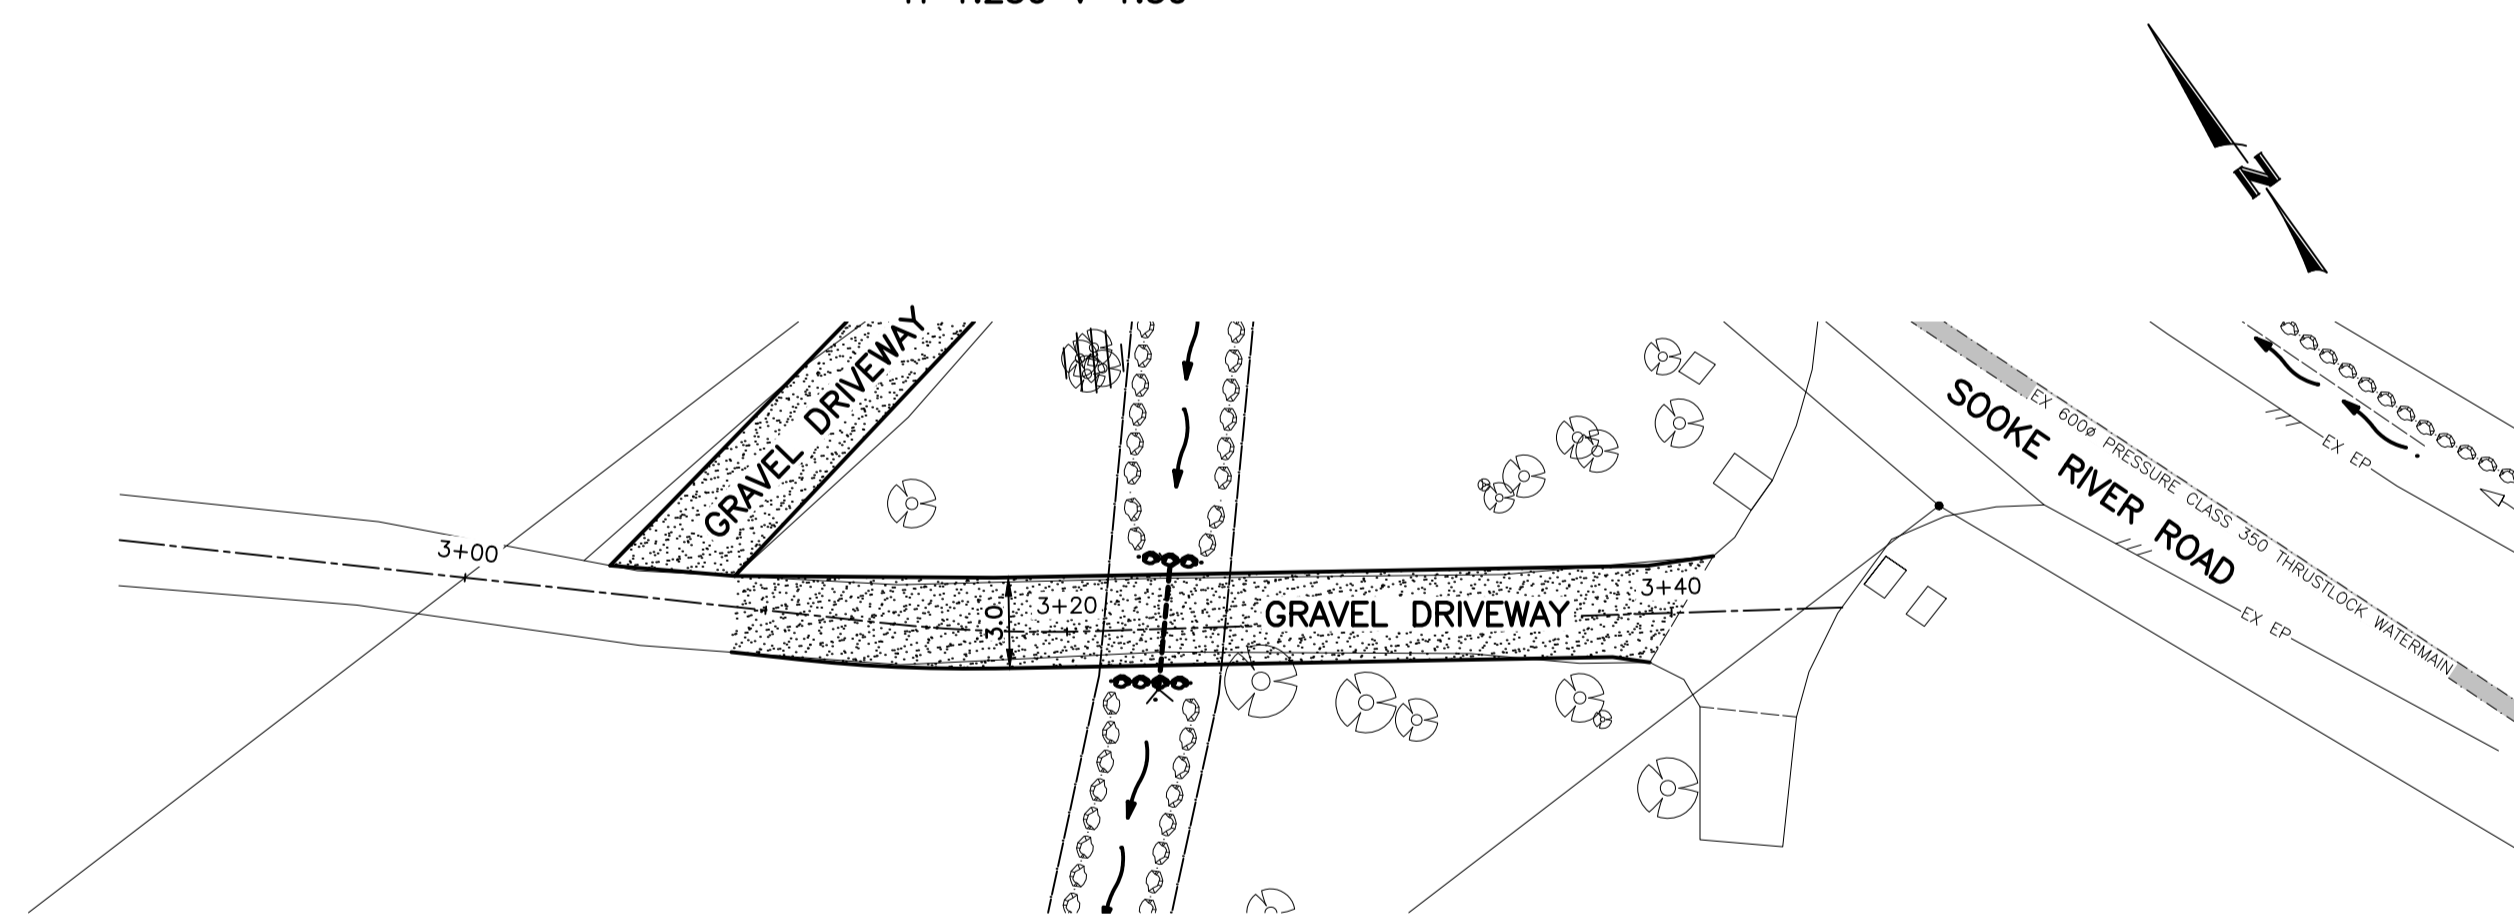 N
GRAVEL DRIVEWAY
SOOKE RIVER ROAD
EX 600ø PRESSURE CLASS 350 THRUSTLOCK WATERMAIN
EX EP
EX EP
3+00
3+20
3.0
GRAVEL DRIVEWAY
3+40